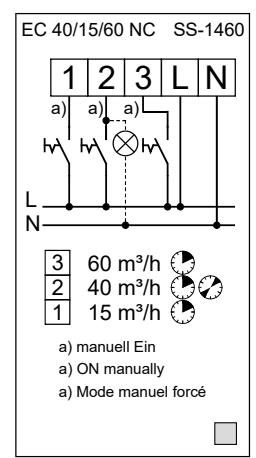 EC 40/15/60 NC SS-1460
1 2 3 L N
a) a) a)
L
N
3 60 m³/h
2 40 m³/h
1 15 m³/h
a) manuell Ein
a) ON manually
a) Mode manuel forcé